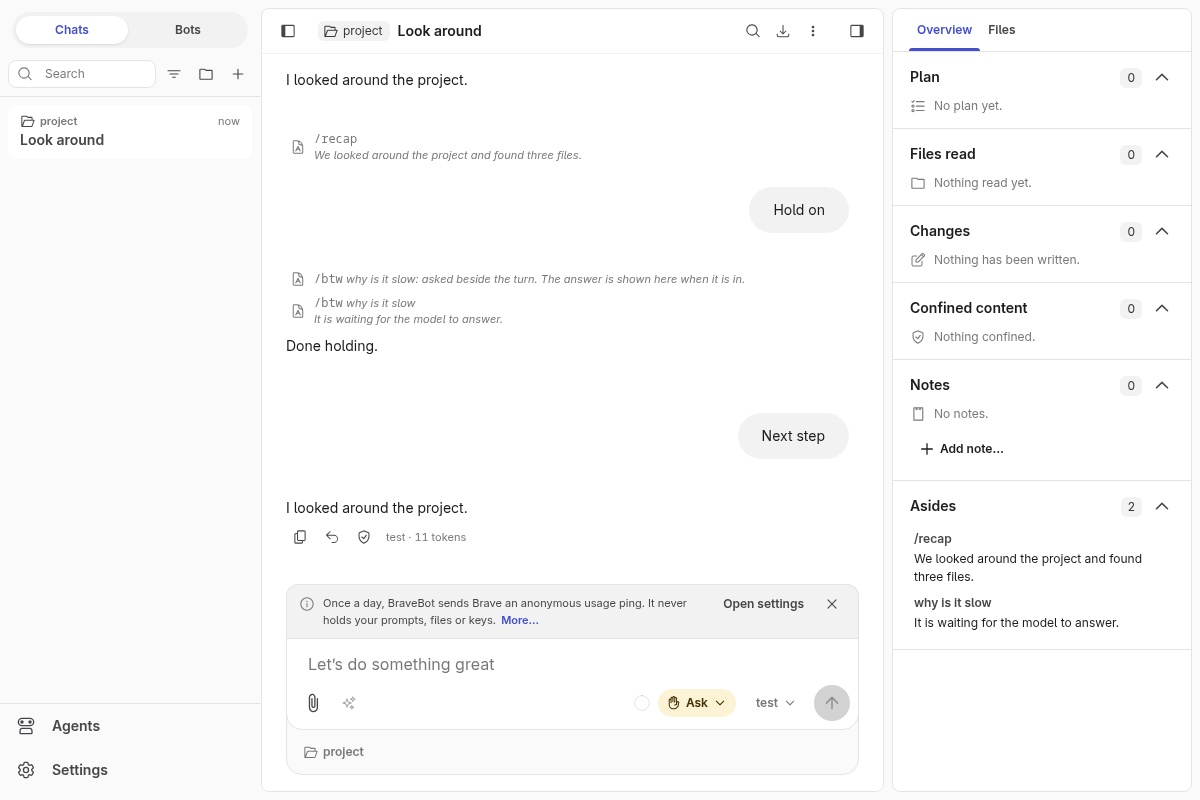 Chats
Bots
Search
project
now
Look around
Agents
Settings
project
Look around
I looked around the project.
/recap
We looked around the project and found three files.
Hold on
/btw why is it slow: asked beside the turn. The answer is shown here when it is in.
/btw why is it slow
It is waiting for the model to answer.
Done holding.
Next step
I looked around the project.
test · 11 tokens
Once a day, BraveBot sends Brave an anonymous usage ping. It never
holds your prompts, files or keys. More...
Open settings
Let's do something great
Ask
test
project
Overview
Files
Plan
0
No plan yet.
Files read
0
Nothing read yet.
Changes
0
Nothing has been written.
Confined content
0
Nothing confined.
Notes
0
No notes.
Add note...
Asides
2
/recap
We looked around the project and found
three files.
why is it slow
It is waiting for the model to answer.